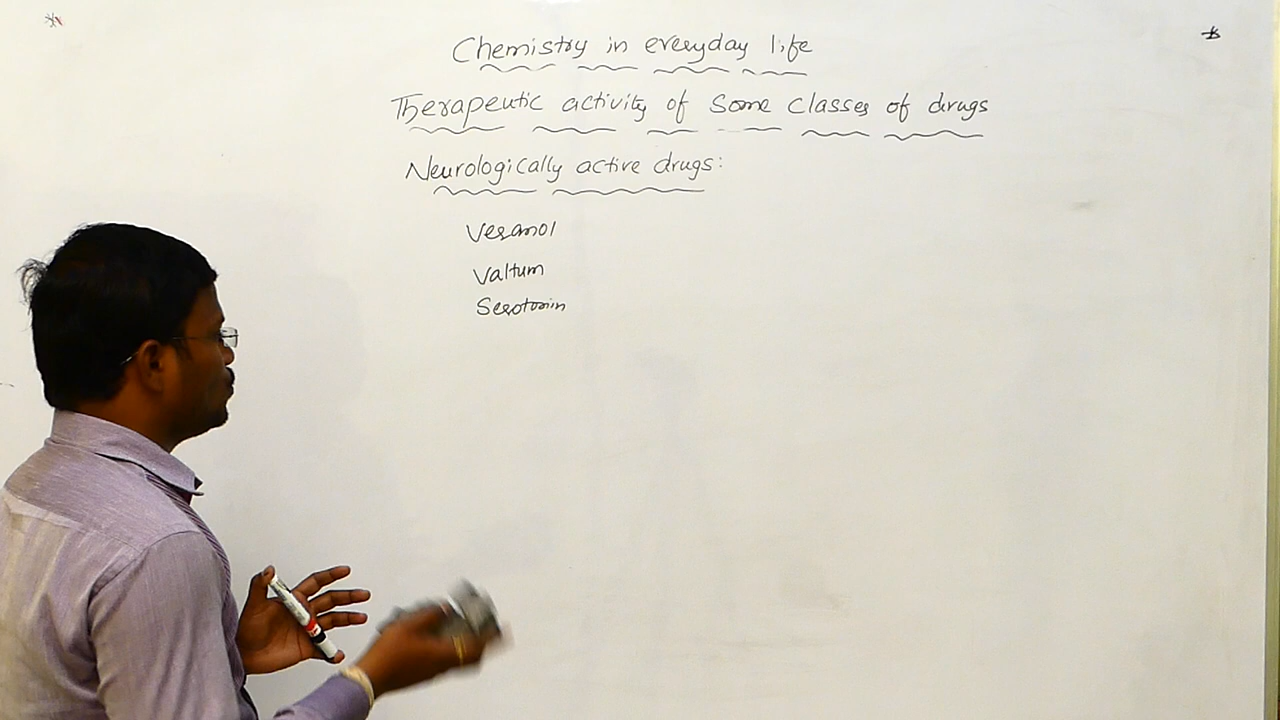 Chemistry in everyday life
Therapeutic activity of Some Classes of drugs
Neurologically active drugs:
Veranol
Valium
Serotonin